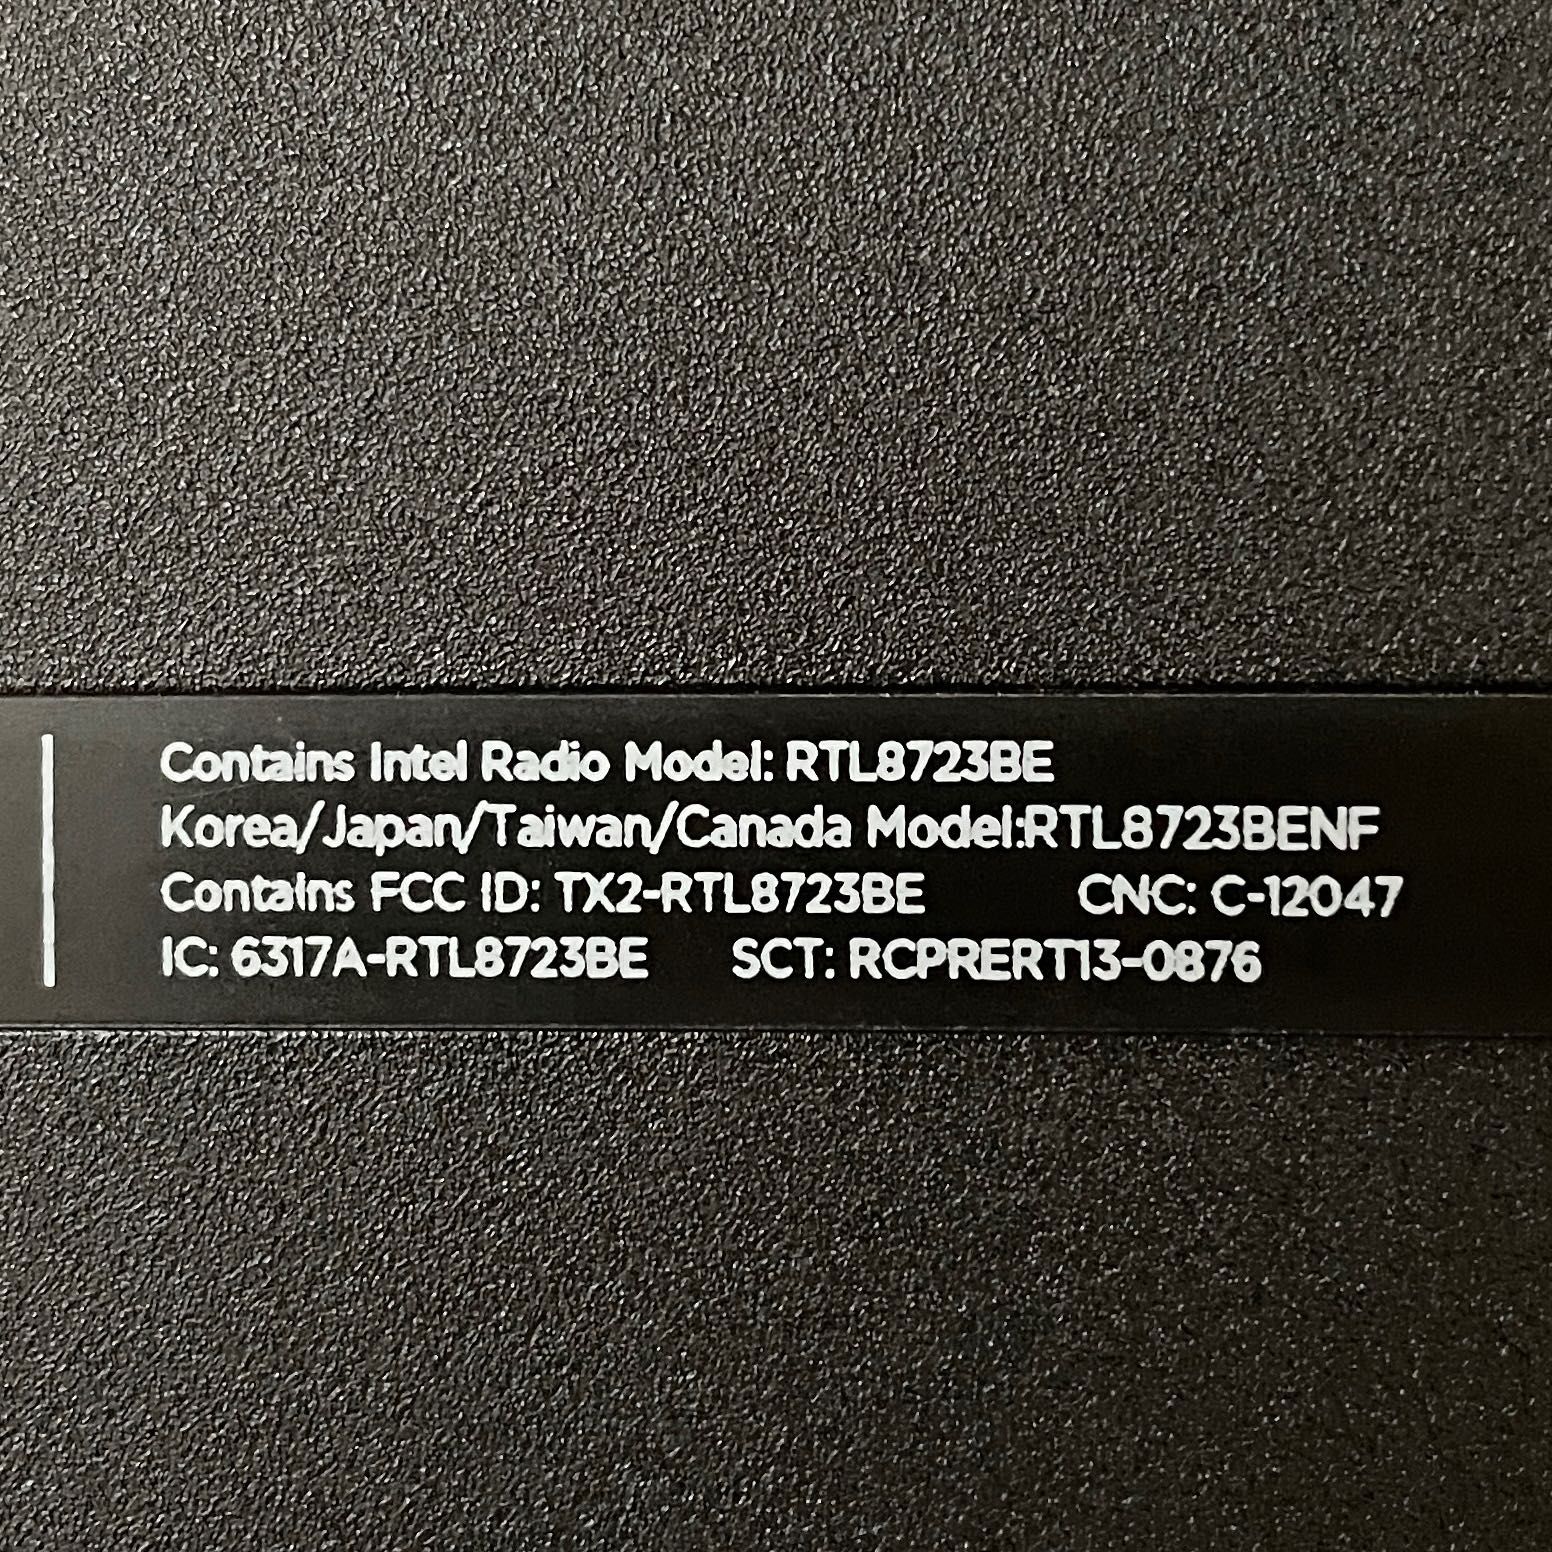 Contains Intel Radio Model: RTL8723BE
Korea/Japan/Taiwan/Canada Model:RTL8723BENF
Contains FCC ID: TX2-RTL8723BE CNC: C-12047
IC: 6317A-RTL8723BE SCT: RCPRERT13-0876